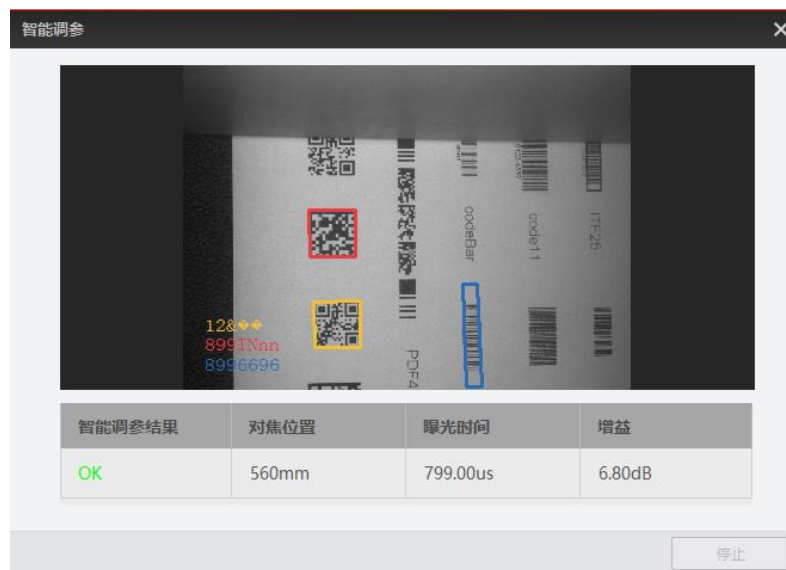 智能调参
codeBar
code11
ITF25
PDF4
12&��
899INnn
8996696
智能调参结果 对焦位置 曝光时间 增益
OK 560mm 799.00us 6.80dB
停止